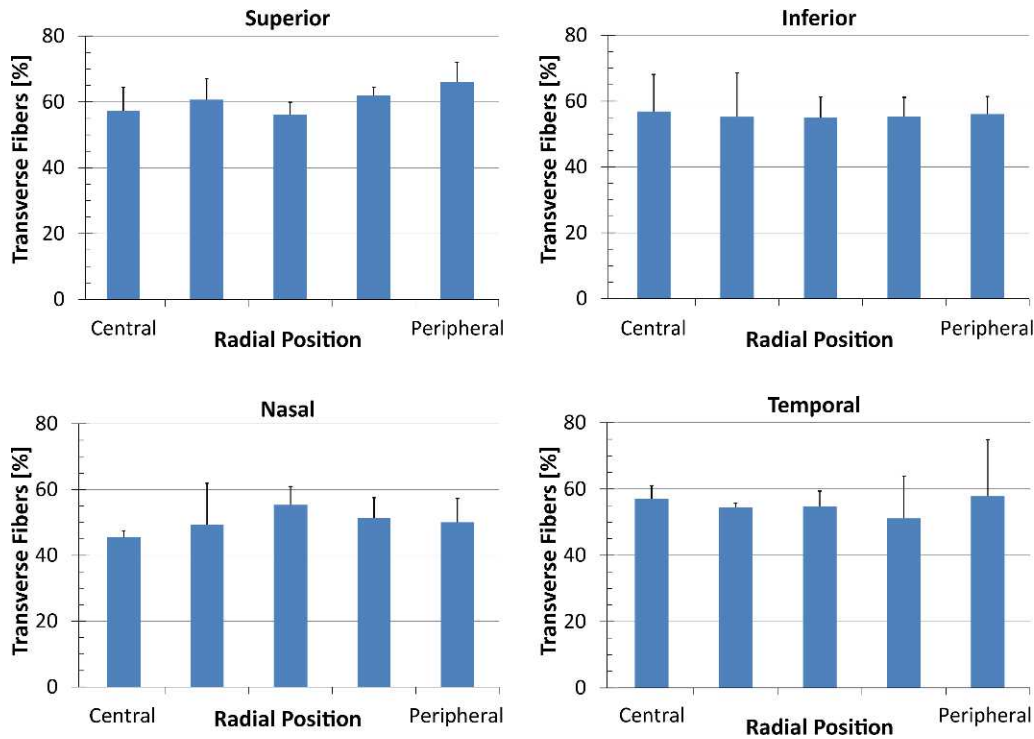 Superior
Transverse Fibers [%]
80
60
40
20
0
Central
Peripheral
Radial Position
Inferior
Transverse Fibers [%]
80
60
40
20
0
Central
Peripheral
Radial Position
Nasal
Transverse Fibers [%]
80
60
40
20
0
Central
Peripheral
Radial Position
Temporal
Transverse Fibers [%]
80
60
40
20
0
Central
Peripheral
Radial Position